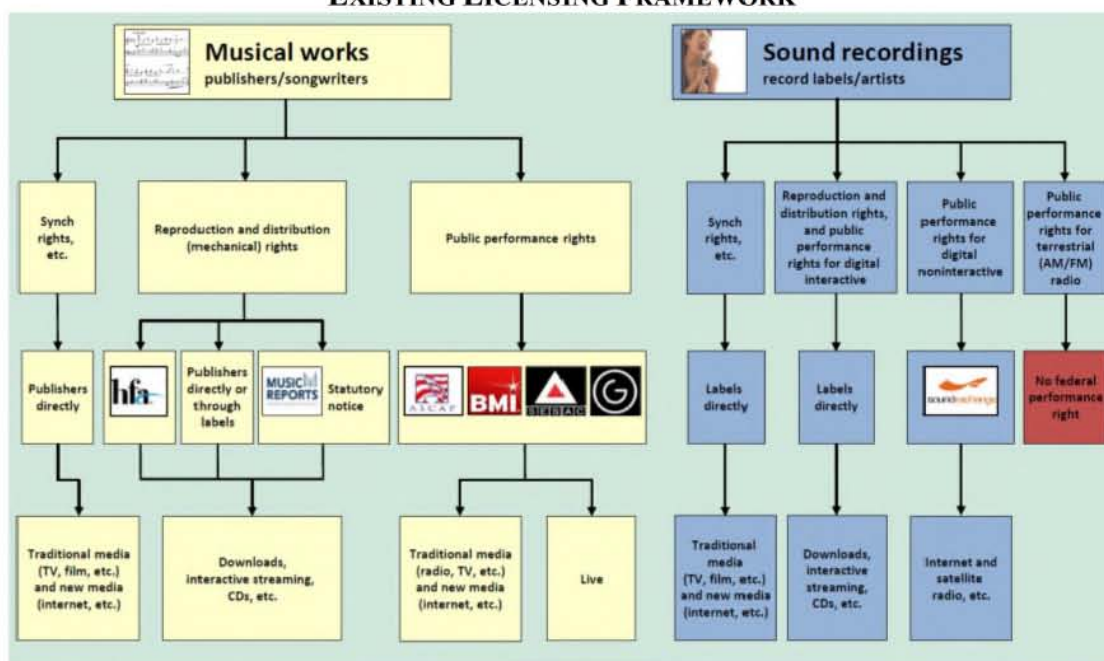 EXISTING LICENSING FRAMEWORK
Musical works
publishers/songwriters
Sound recordings
record labels/artists
Synch
rights,
etc.
Reproduction and distribution
(mechanical) rights
Public performance rights
Synch
rights,
etc.
Reproduction and
distribution rights,
and public
performance
rights for digital
interactive
Public
performance
rights for
digital
noninteractive
Public
performance
rights for
terrestrial
(AM/FM)
radio
Publishers
directly
hfa
Publishers
directly or
through
labels
MUSIC
REPORTS
Statutory
notice
ASCAP
BMI
SESAC
G
Labels
directly
Labels
directly
soundexchange
No federal
performance
right
Traditional media
(TV, film, etc.)
and new media
(internet, etc.)
Downloads,
interactive streaming,
CDs, etc.
Traditional media
(radio, TV, etc.)
and new media
(internet, etc.)
Live
Traditional
media
(TV, film, etc.)
and new media
(internet, etc.)
Downloads,
interactive
streaming,
CDs, etc.
Internet and
satellite
radio, etc.